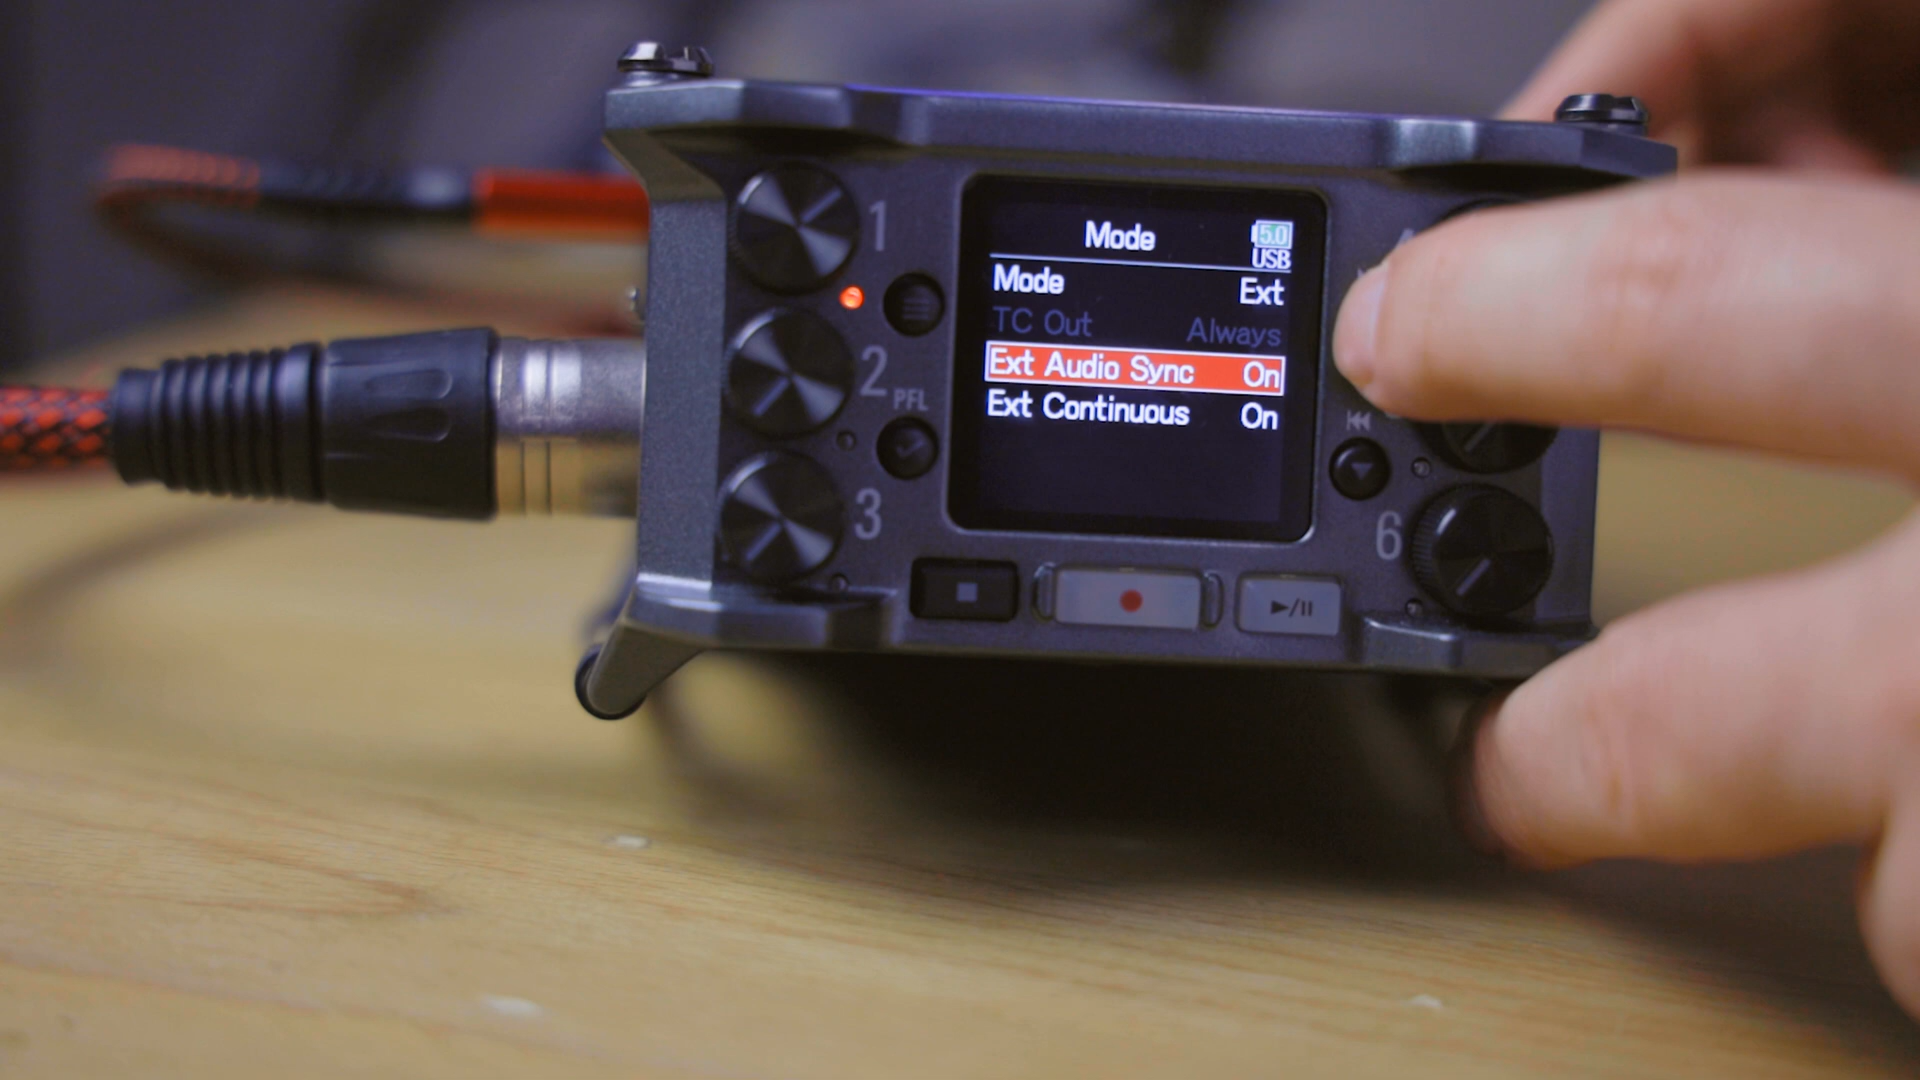 Mode
5.0
USB
Mode Ext
TC Out Always
Ext Audio Sync On
Ext Continuous On
1
2
PFL
3
6